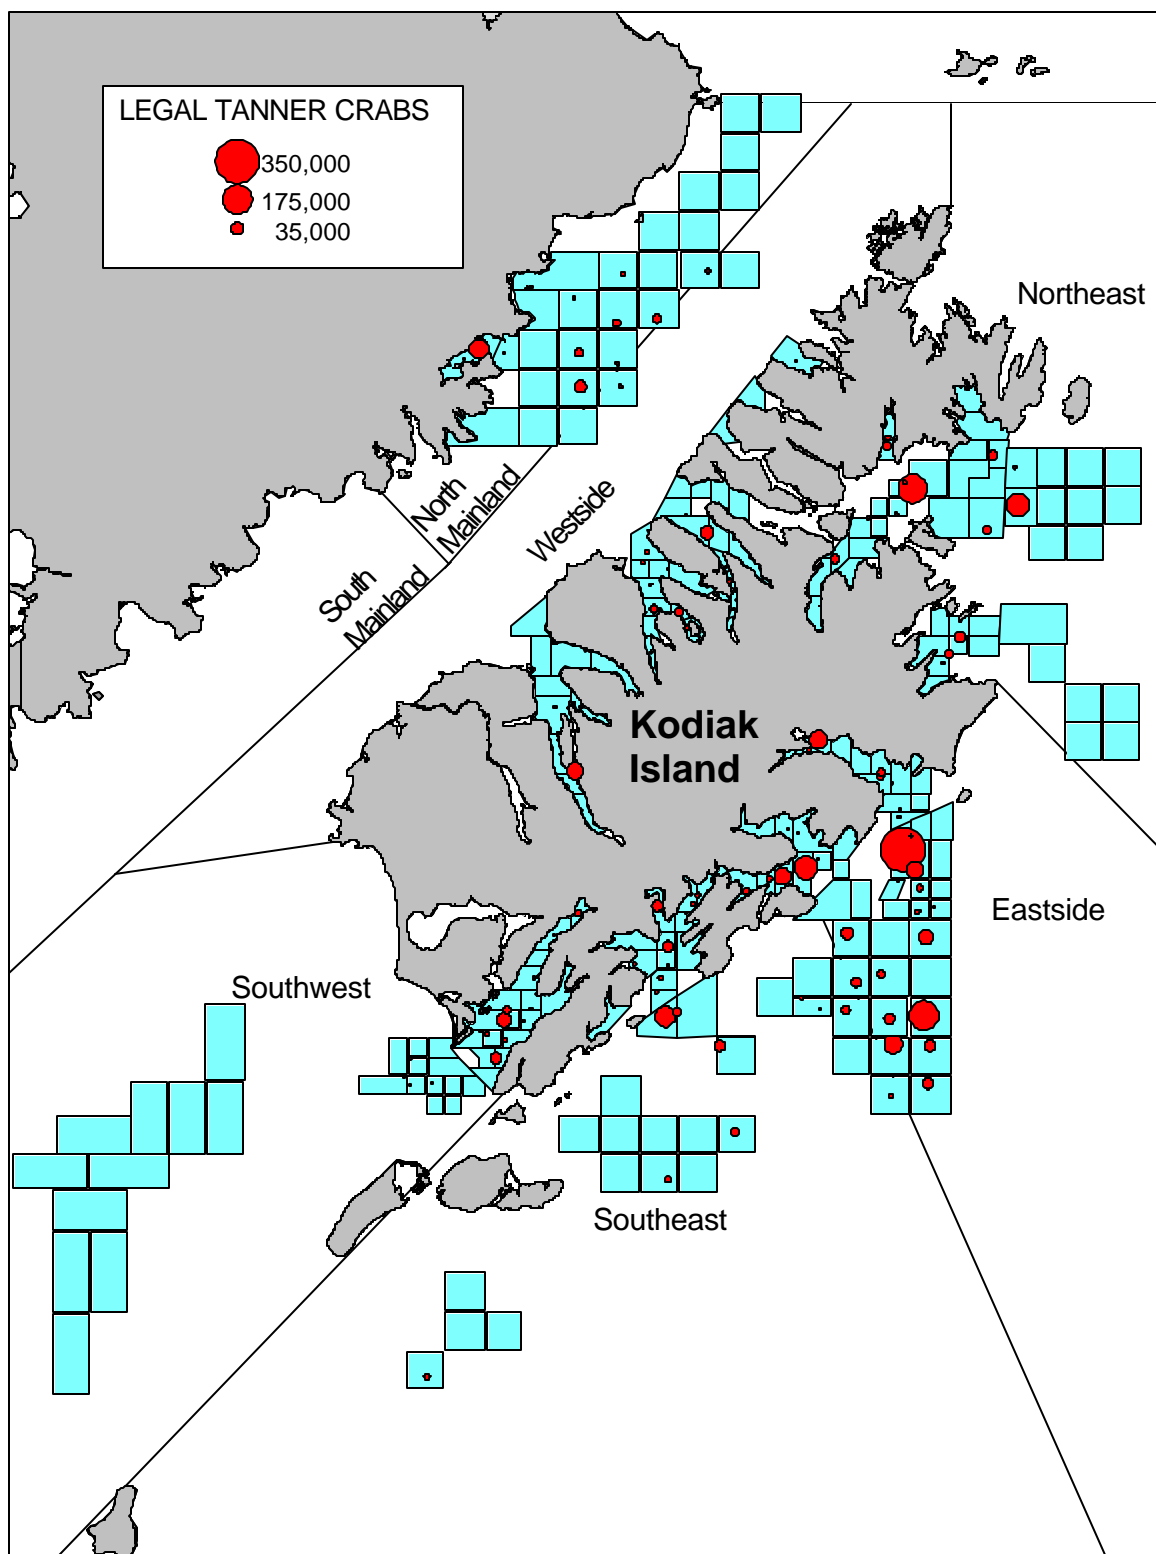 LEGAL TANNER CRABS
350,000
175,000
35,000
Northeast
North
Mainland
Westside
South
Mainland
Kodiak
Island
Eastside
Southwest
Southeast